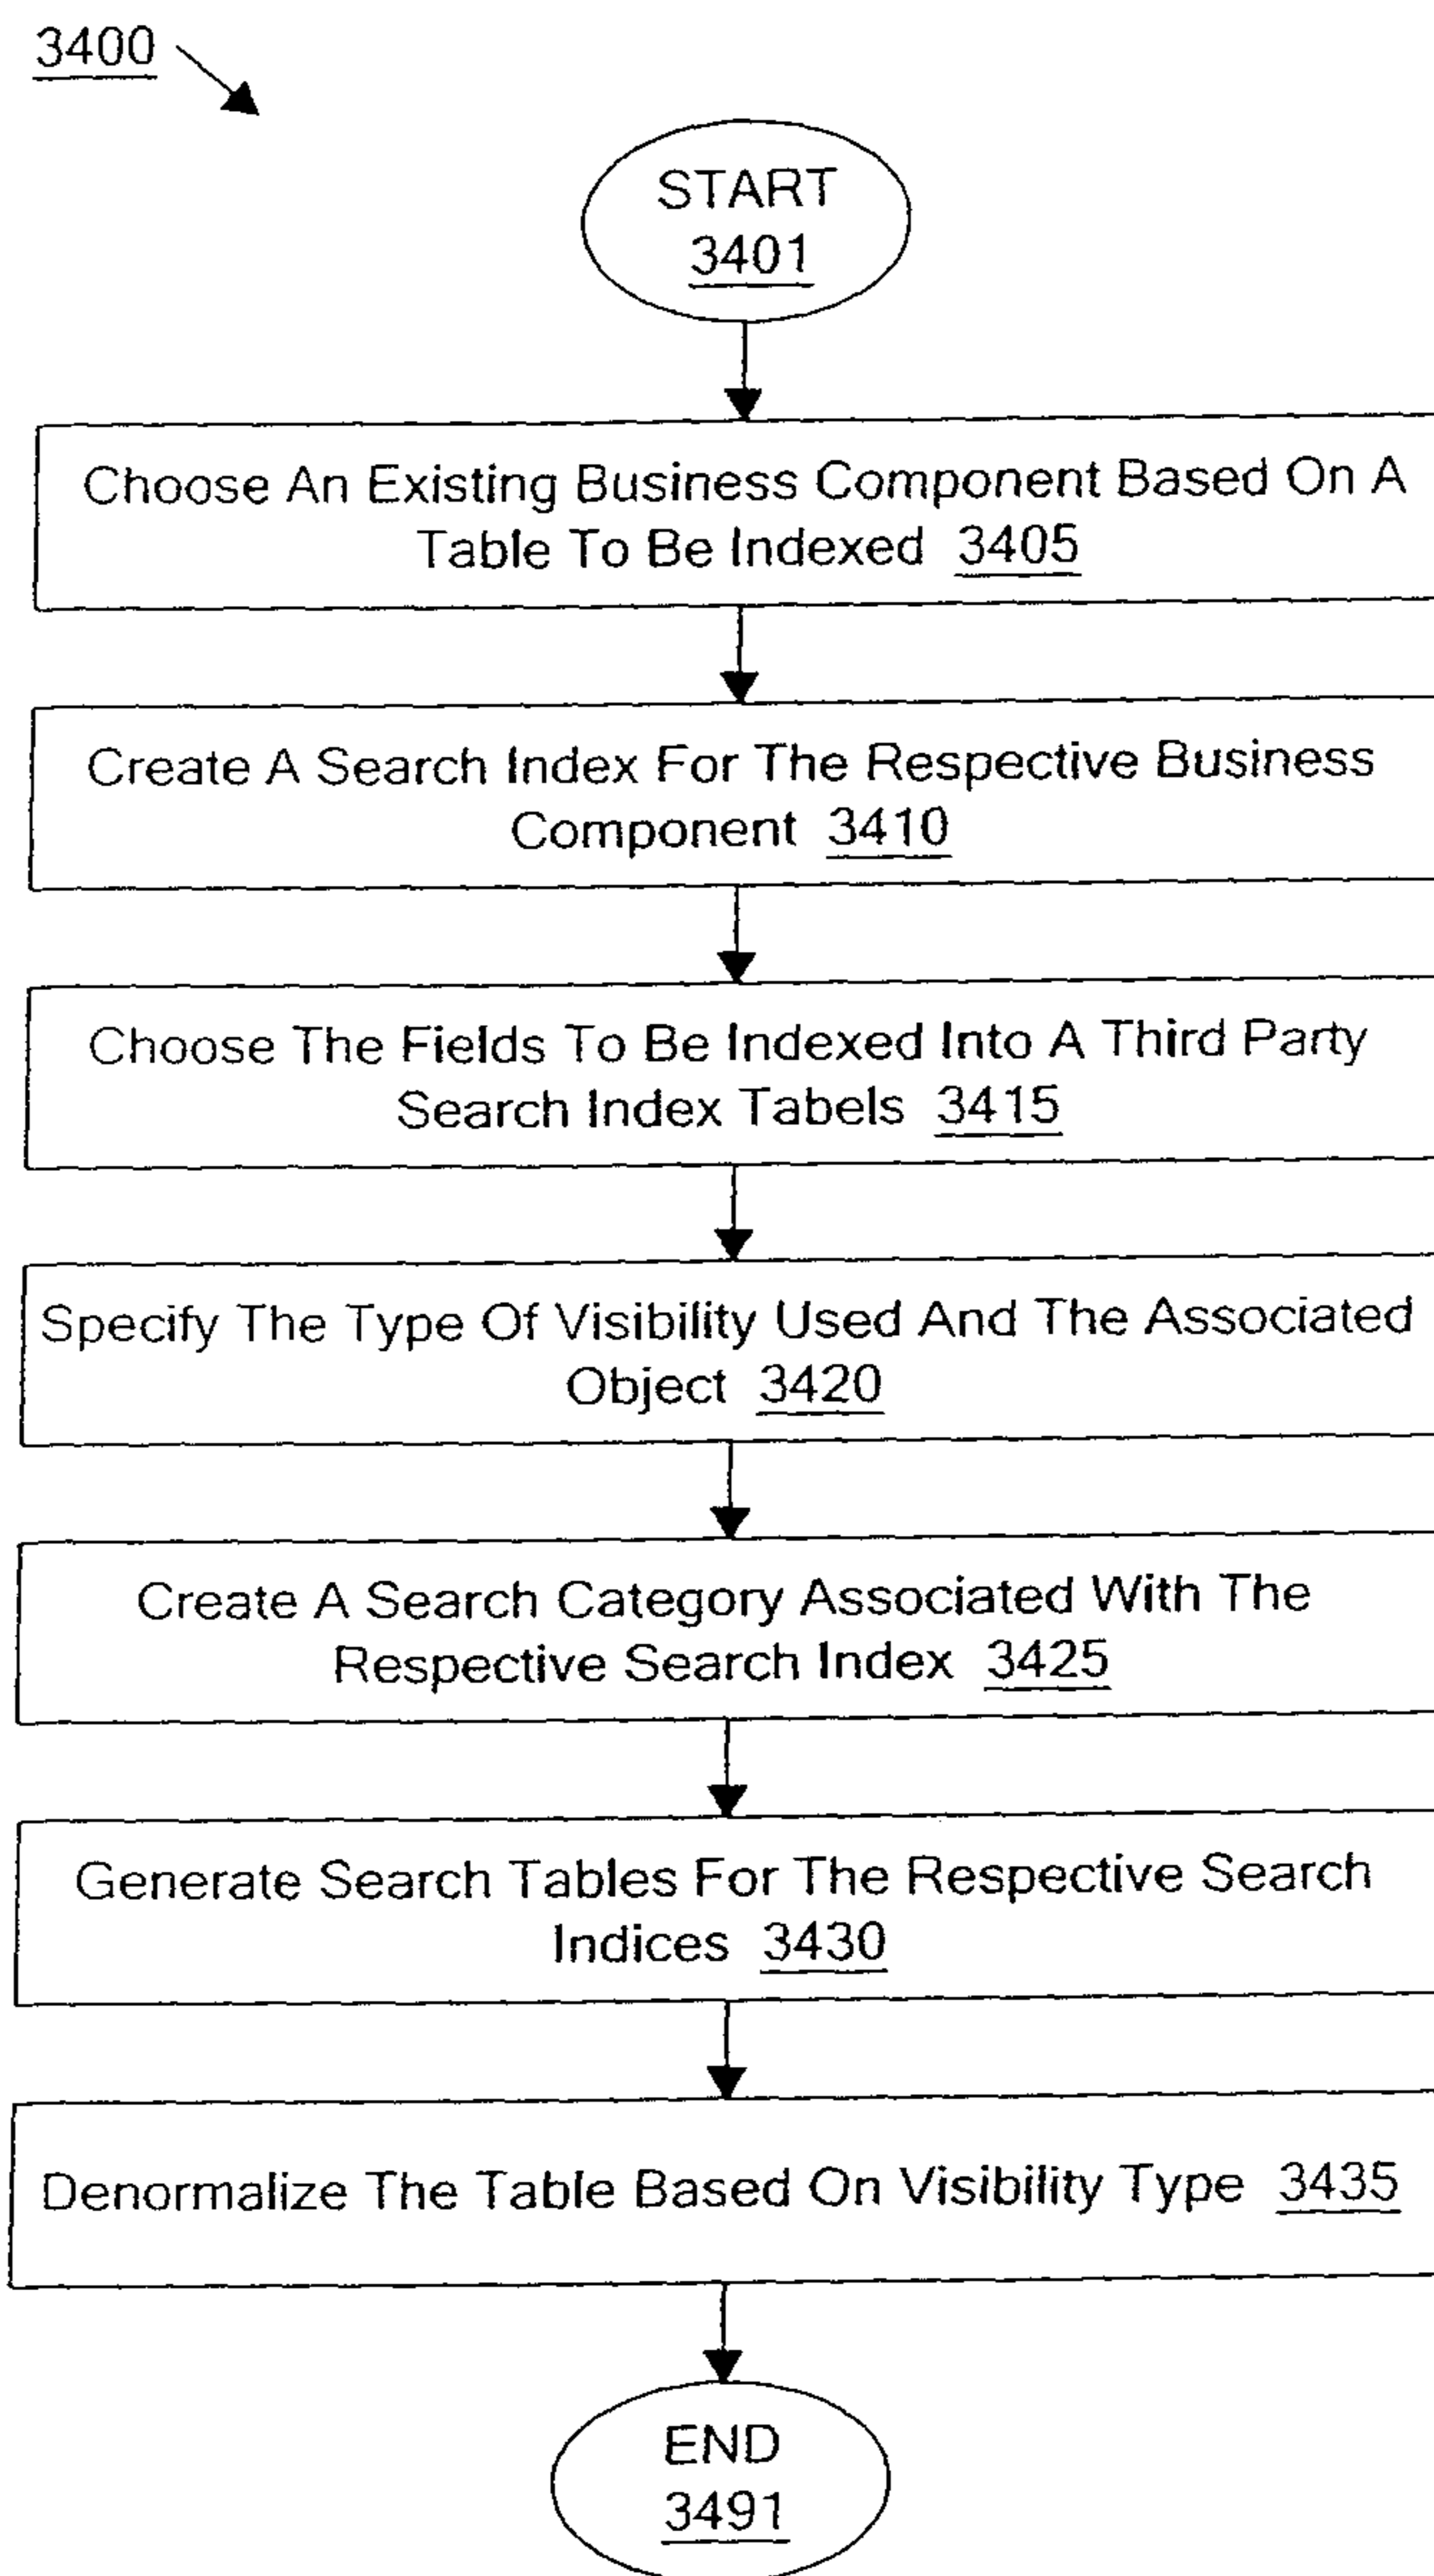 3400
START
3401
Choose An Existing Business Component Based On A
Table To Be Indexed 3405
Create A Search Index For The Respective Business
Component 3410
Choose The Fields To Be Indexed Into A Third Party
Search Index Tabels 3415
Specify The Type Of Visibility Used And The Associated
Object 3420
Create A Search Category Associated With The
Respective Search Index 3425
Generate Search Tables For The Respective Search
Indices 3430
Denormalize The Table Based On Visibility Type 3435
END
3491